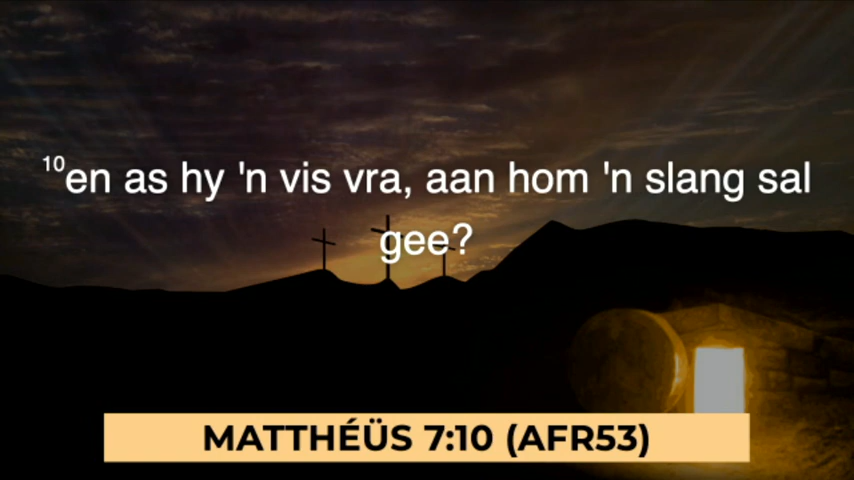 10en as hy 'n vis vra, aan hom 'n slang sal
gee?
MATTHÉÜS 7:10 (AFR53)